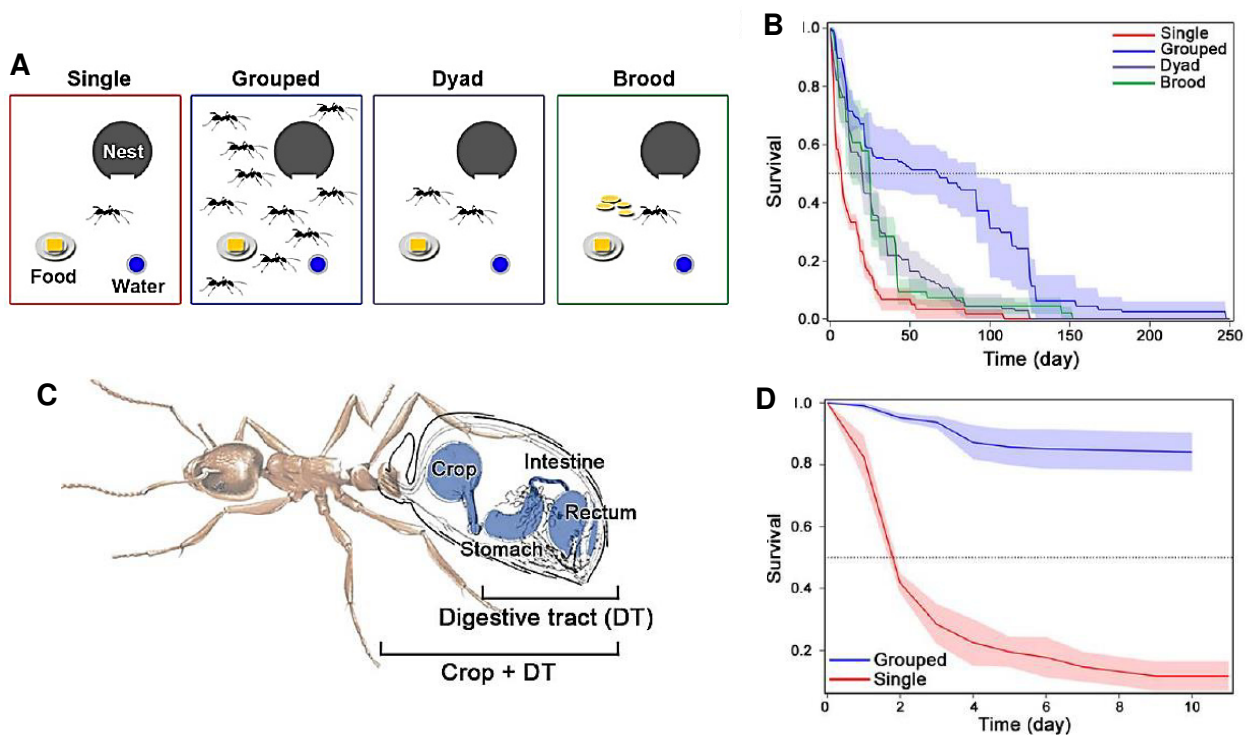 A
Single
Grouped
Dyad
Brood
Nest
Food
Water
B
Survival
1.0
0.8
0.6
0.4
0.2
0.0
0
50
100
150
200
250
Time (day)
Single
Grouped
Dyad
Brood
C
Crop
Intestine
Rectum
Stomach
Digestive tract (DT)
Crop + DT
D
Survival
1.0
0.8
0.6
0.4
0.2
0
2
4
6
8
10
Time (day)
Grouped
Single